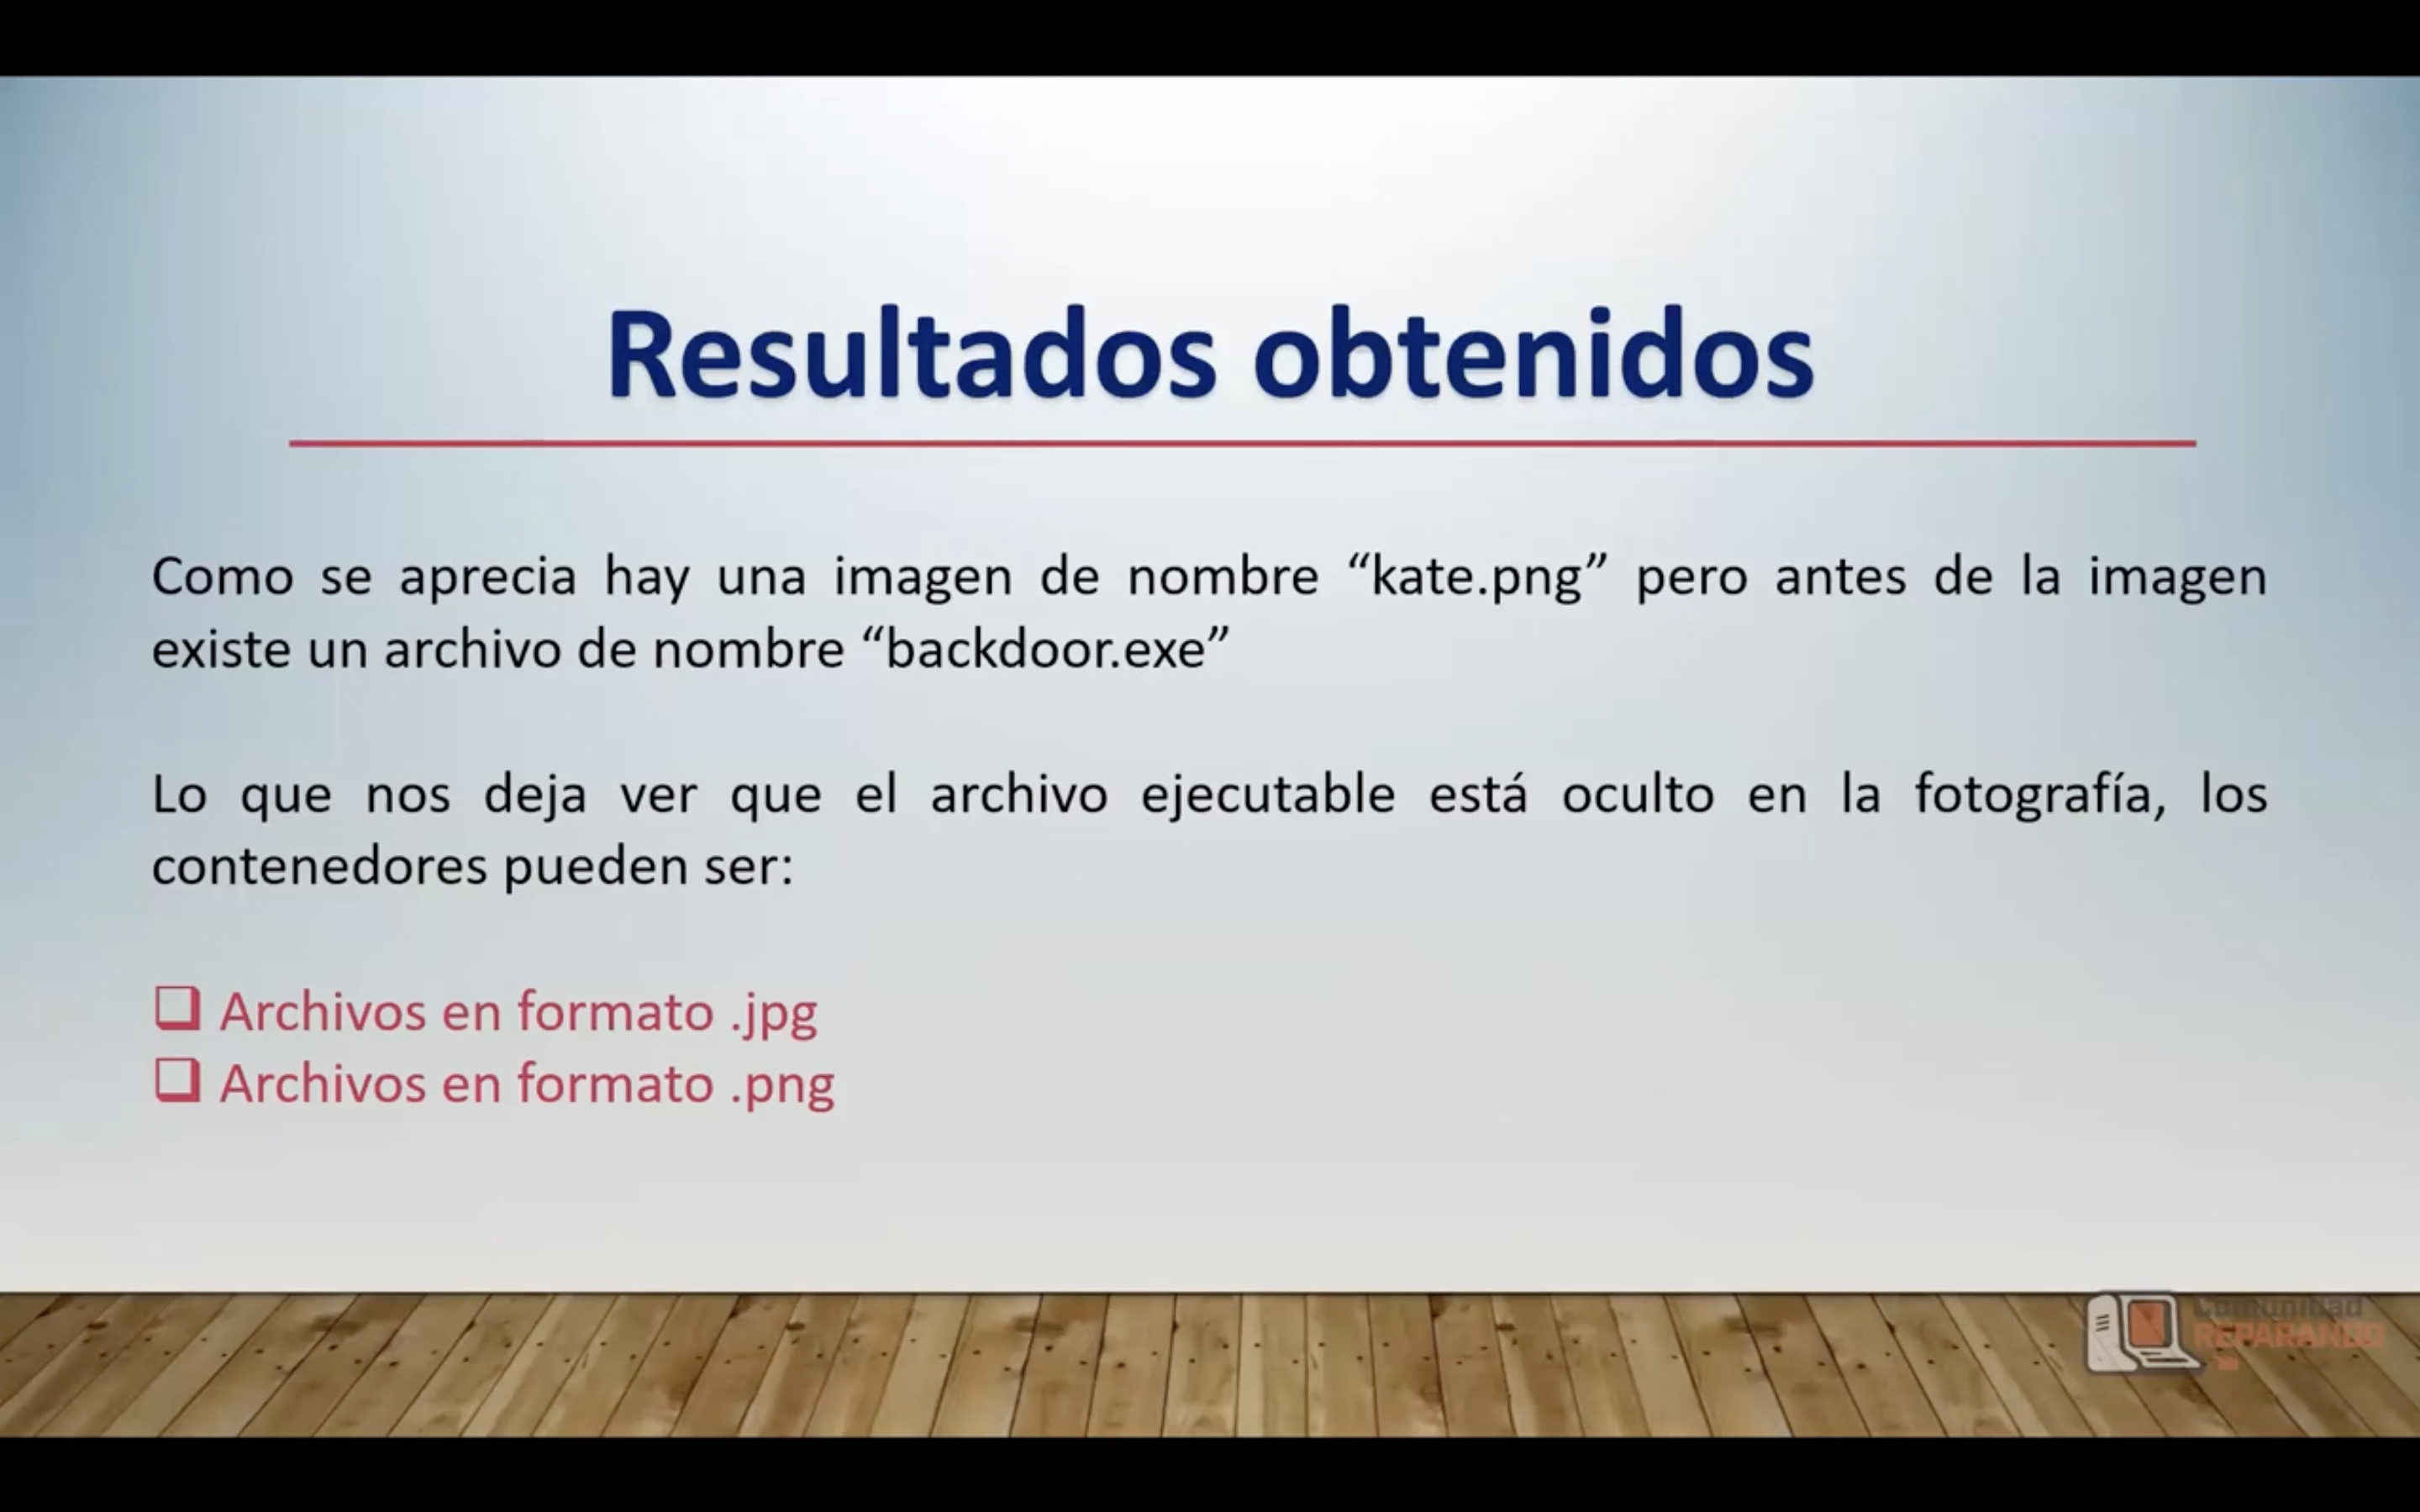 Resultados obtenidos
Como se aprecia hay una imagen de nombre “kate.png” pero antes de la imagen
existe un archivo de nombre “backdoor.exe”
Lo que nos deja ver que el archivo ejecutable está oculto en la fotografía, los
contenedores pueden ser:
❑ Archivos en formato .jpg
❑ Archivos en formato .png
Comunidad
REPARANDO